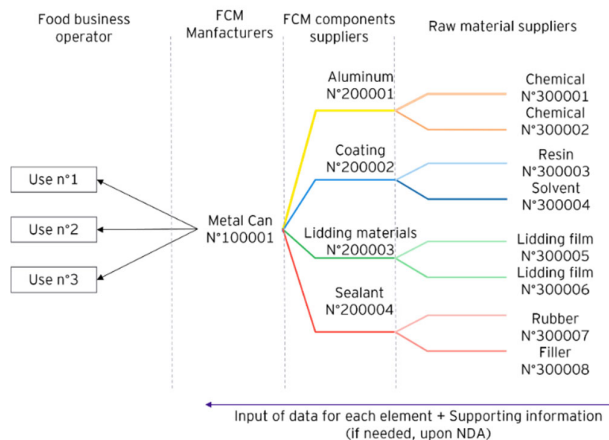 Food business
operator
FCM
Manfacturers
FCM components
suppliers
Raw material suppliers
Aluminum
N°200001
Chemical
N°300001
Chemical
N°300002
Coating
N°200002
Resin
N°300003
Solvent
N°300004
Use n°1
Use n°2
Use n°3
Metal Can
N°100001
Lidding materials
N°200003
Lidding film
N°300005
Lidding film
N°300006
Sealant
N°200004
Rubber
N°300007
Filler
N°300008
Input of data for each element + Supporting information
(if needed, upon NDA)